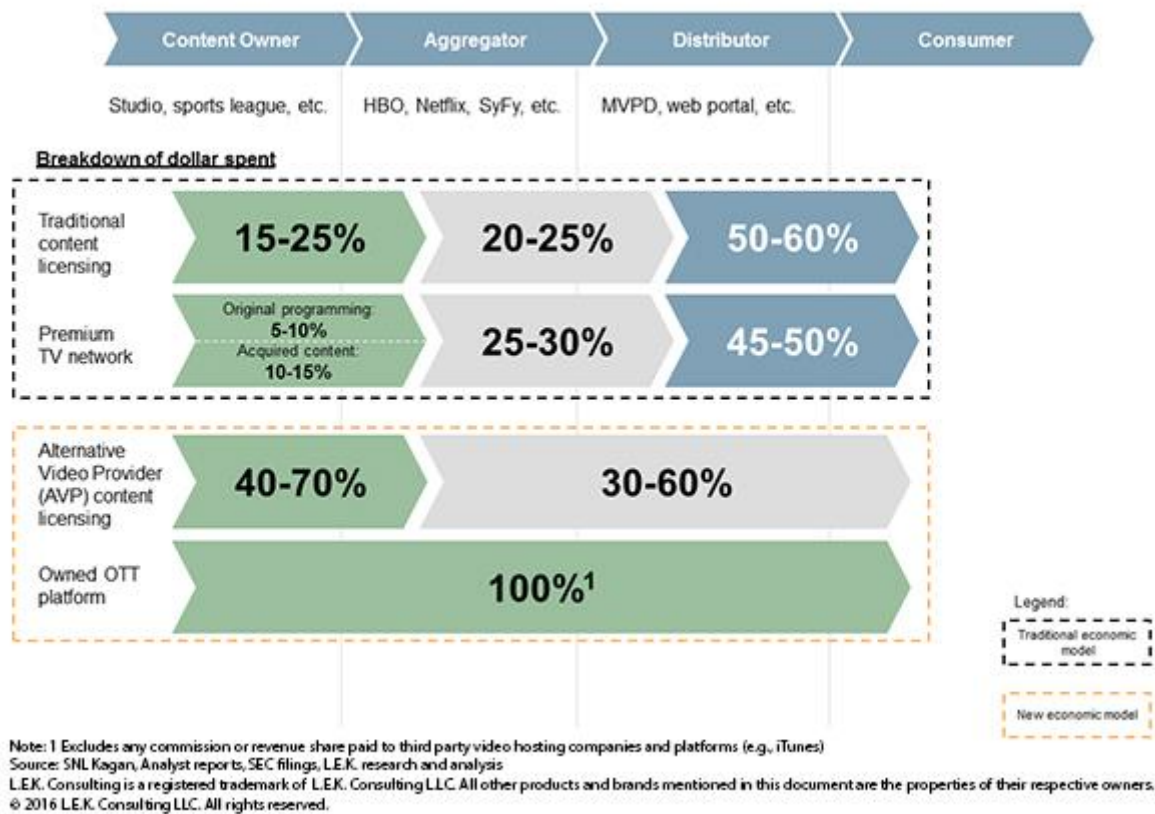 Content Owner
Aggregator
Distributor
Consumer
Studio, sports league, etc.
HBO, Netflix, SyFy, etc.
MVPD, web portal, etc.
Breakdown of dollar spent
Traditional
content
licensing
15-25%
20-25%
50-60%
Premium
TV network
Original programming:
5-10%
Acquired content:
10-15%
25-30%
45-50%
Alternative
Video Provider
(AVP) content
licensing
40-70%
30-60%
Owned OTT
platform
100%¹
Legend:
Traditional economic
model
New economic model
Note: 1 Excludes any commission or revenue share paid to third party video hosting companies and platforms (e.g., iTunes)
Source: SNL Kagan, Analyst reports, SEC filings, L.E.K. research and analysis
L.E.K. Consulting is a registered trademark of L.E.K. Consulting LLC. All other products and brands mentioned in this document are the properties of their respective owners.
© 2016 L.E.K. Consulting LLC. All rights reserved.